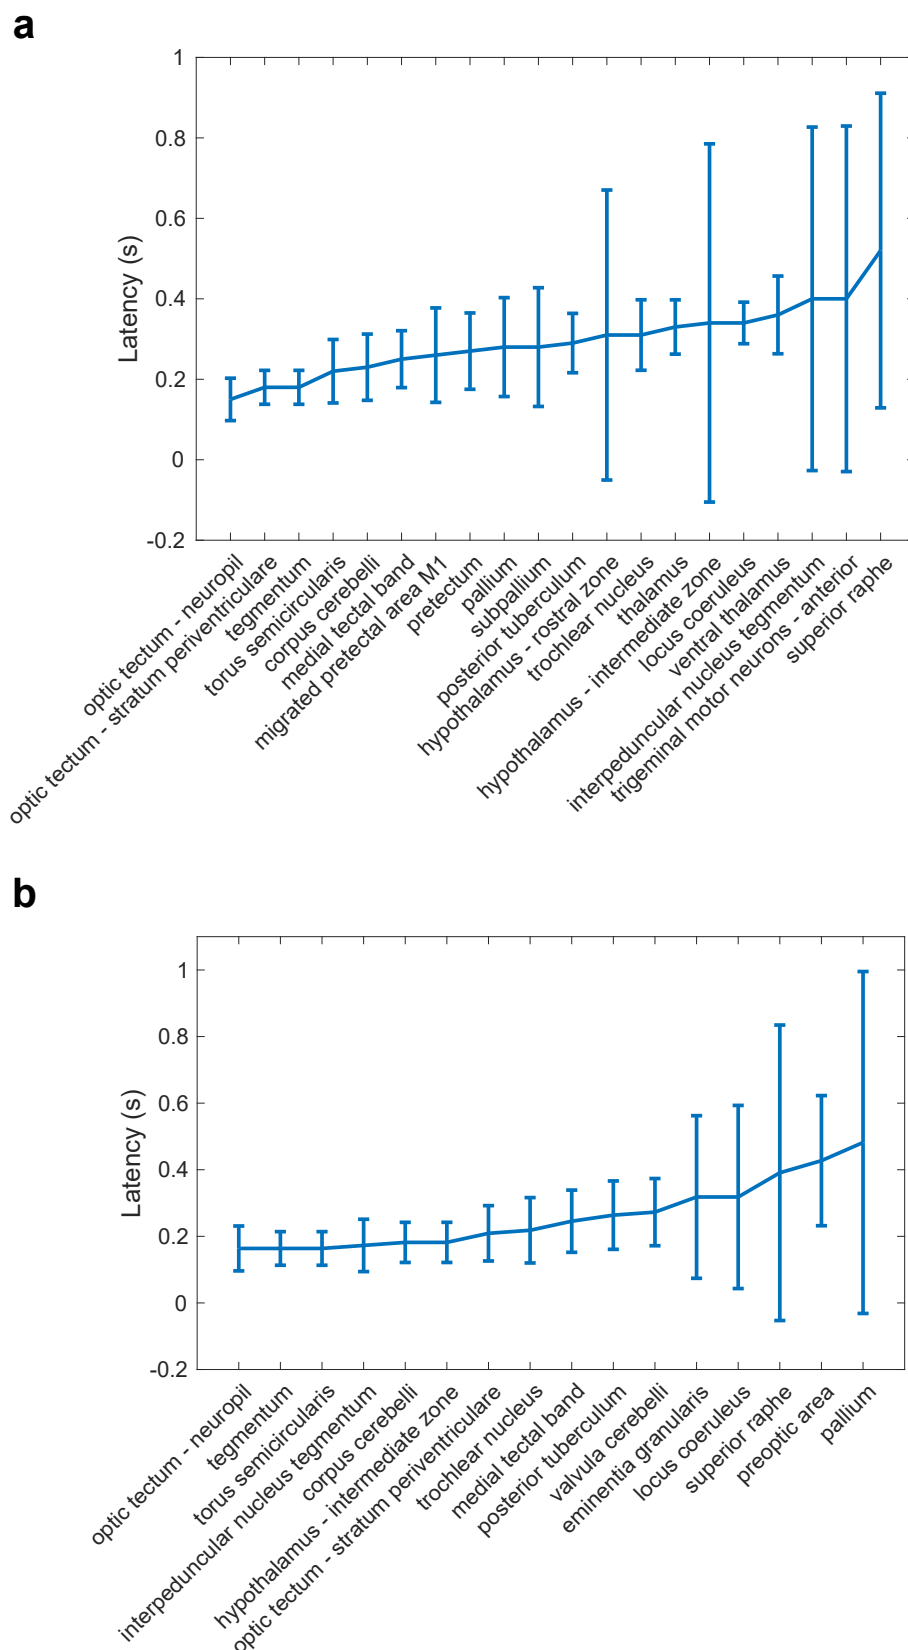 a
1
0.8
0.6
0.4
0.2
0
-0.2
Latency (s)
optic tectum - neuropil
optic tectum - stratum periventriculare
tegmentum
torus semicircularis
corpus cerebelli
medial tectal band
migrated pretectal area M1
pretectum
pallium
subpallium
posterior tuberculum
hypothalamus - rostral zone
trochlear nucleus
thalamus
hypothalamus - intermediate zone
locus coeruleus
ventral thalamus
interpeduncular nucleus tegmentum
trigeminal motor neurons - anterior
superior raphe
b
1
0.8
0.6
0.4
0.2
0
-0.2
Latency (s)
optic tectum - neuropil
tegmentum
torus semicircularis
interpeduncular nucleus tegmentum
corpus cerebelli
hypothalamus - intermediate zone
optic tectum - stratum periventriculare
trochlear nucleus
medial tectal band
posterior tuberculum
valvula cerebelli
eminentia granularis
locus coeruleus
superior raphe
preoptic area
pallium